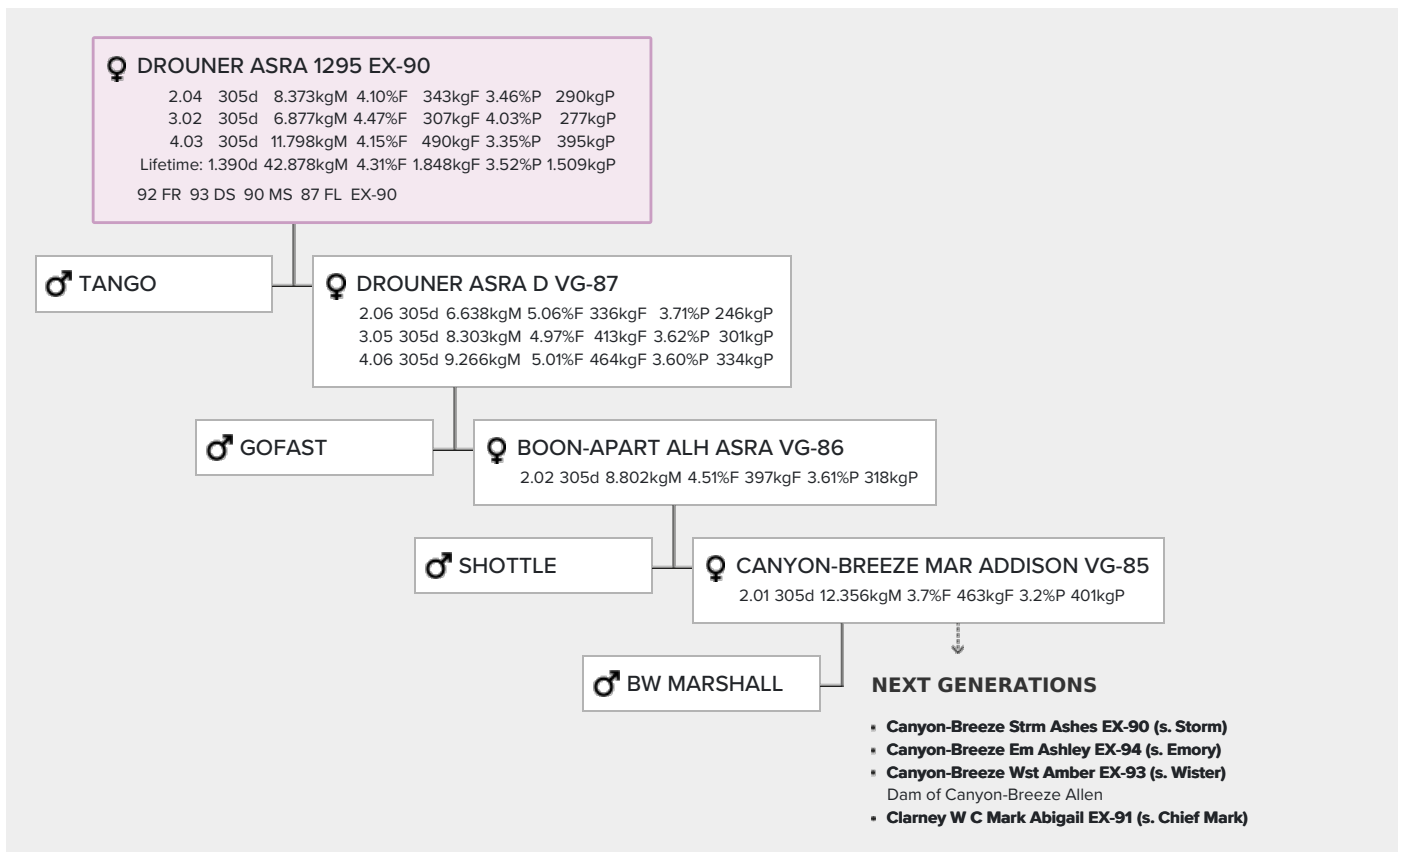 DROUNER ASRA 1295 EX-90
2.04 305d 8.373kgM 4.10%F 343kgF 3.46%P 290kgP
3.02 305d 6.877kgM 4.47%F 307kgF 4.03%P 277kgP
4.03 305d 11.798kgM 4.15%F 490kgF 3.35%P 395kgP
Lifetime: 1.390d 42.878kgM 4.31%F 1.848kgF 3.52%P 1.509kgP
92 FR 93 DS 90 MS 87 FL EX-90
TANGO
DROUNER ASRA D VG-87
2.06 305d 6.638kgM 5.06%F 336kgF 3.71%P 246kgP
3.05 305d 8.303kgM 4.97%F 413kgF 3.62%P 301kgP
4.06 305d 9.266kgM 5.01%F 464kgF 3.60%P 334kgP
GOFAST
BOON-APART ALH ASRA VG-86
2.02 305d 8.802kgM 4.51%F 397kgF 3.61%P 318kgP
SHOTTLE
CANYON-BREEZE MAR ADDISON VG-85
2.01 305d 12.356kgM 3.7%F 463kgF 3.2%P 401kgP
BW MARSHALL
NEXT GENERATIONS
Canyon-Breeze Strm Ashes EX-90 (s. Storm)
Canyon-Breeze Em Ashley EX-94 (s. Emory)
Canyon-Breeze Wst Amber EX-93 (s. Wister)
Dam of Canyon-Breeze Allen
Clarney W C Mark Abigail EX-91 (s. Chief Mark)